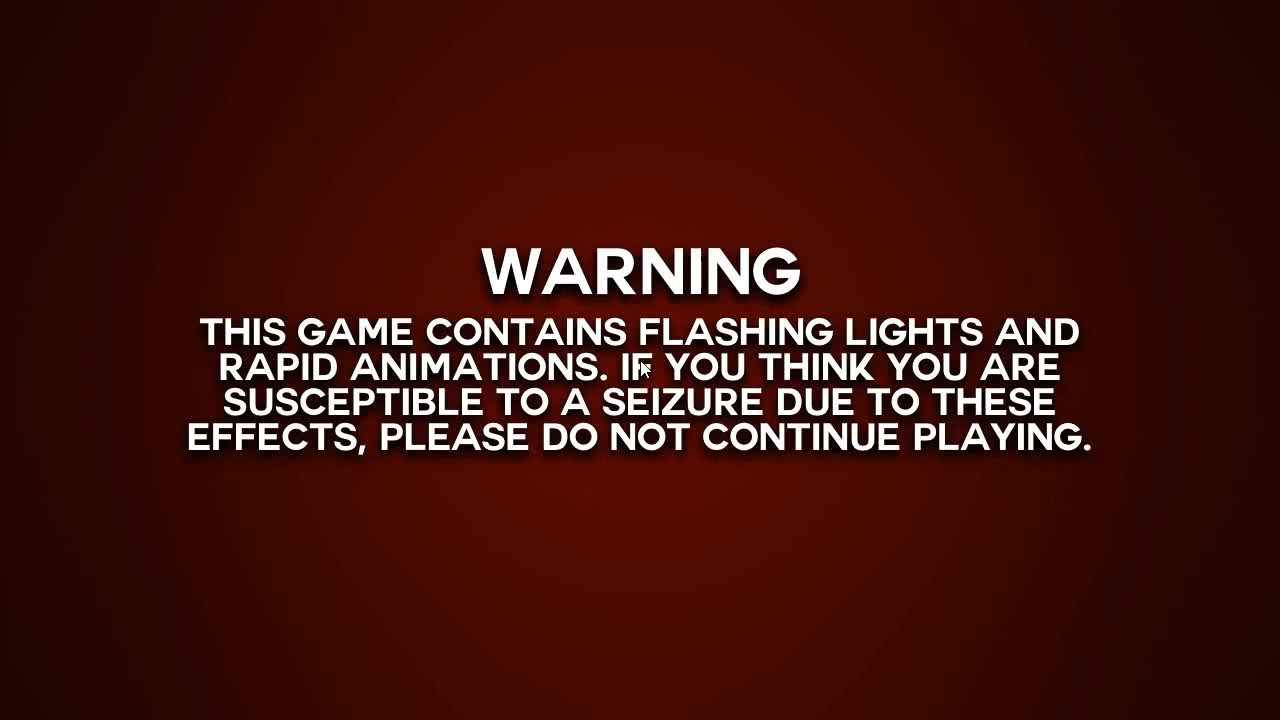 WARNING
THIS GAME CONTAINS FLASHING LIGHTS AND
RAPID ANIMATIONS. IF YOU THINK YOU ARE
SUSCEPTIBLE TO A SEIZURE DUE TO THESE
EFFECTS, PLEASE DO NOT CONTINUE PLAYING.